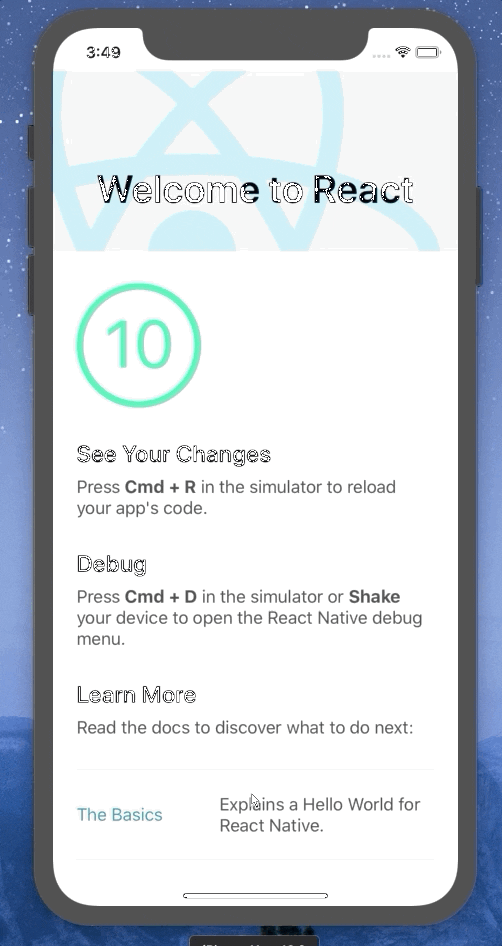 3:49
Welcome to React
10
See Your Changes
Press Cmd + R in the simulator to reload
your app's code.
Debug
Press Cmd + D in the simulator or Shake
your device to open the React Native debug
menu.
Learn More
Read the docs to discover what to do next:
The Basics
Explains a Hello World for
React Native.